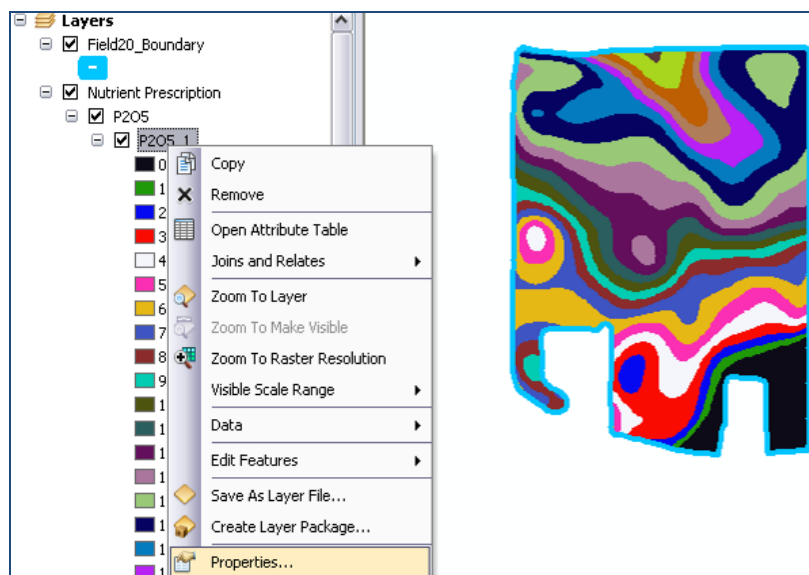 Layers
Field20_Boundary
Nutrient Prescription
P2O5
P2O5_1
0
1
2
3
4
5
6
7
8
9
1
1
1
1
1
1
1
1
Copy
Remove
Open Attribute Table
Joins and Relates
Zoom To Layer
Zoom To Make Visible
Zoom To Raster Resolution
Visible Scale Range
Data
Edit Features
Save As Layer File...
Create Layer Package...
Properties...